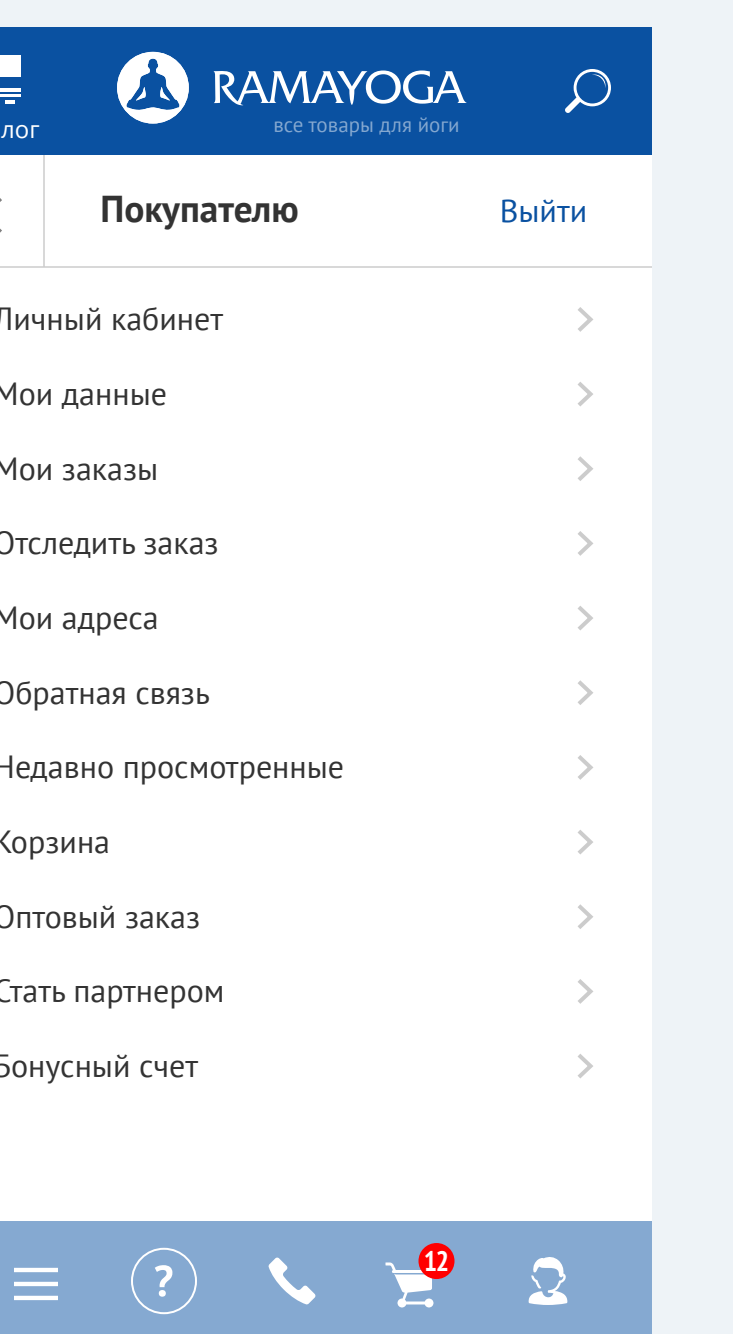 лог
RAMAYOGA
все товары для йоги
Покупателю
Выйти
Личный кабинет
Мои данные
Мои заказы
Отследить заказ
Мои адреса
Обратная связь
Недавно просмотренные
Корзина
Оптовый заказ
Стать партнером
Бонусный счет
?
12